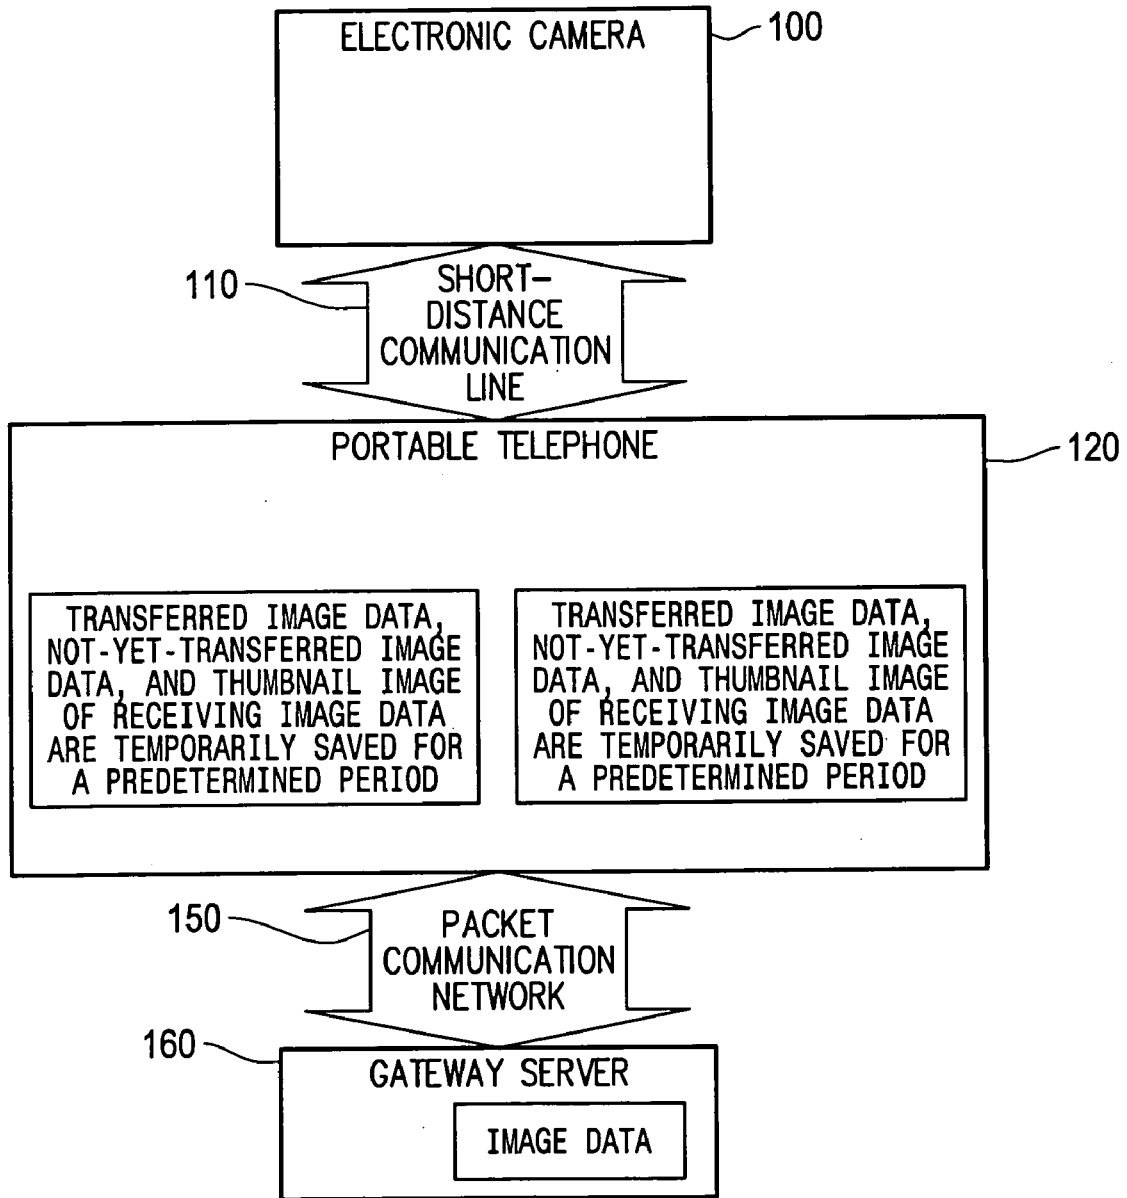 ELECTRONIC CAMERA
100
110
SHORT-
DISTANCE
COMMUNICATION
LINE
PORTABLE TELEPHONE
120
TRANSFERRED IMAGE DATA,
NOT-YET-TRANSFERRED IMAGE
DATA, AND THUMBNAIL IMAGE
OF RECEIVING IMAGE DATA
ARE TEMPORARILY SAVED FOR
A PREDETERMINED PERIOD
TRANSFERRED IMAGE DATA,
NOT-YET-TRANSFERRED IMAGE
DATA, AND THUMBNAIL IMAGE
OF RECEIVING IMAGE DATA
ARE TEMPORARILY SAVED FOR
A PREDETERMINED PERIOD
150
PACKET
COMMUNICATION
NETWORK
160
GATEWAY SERVER
IMAGE DATA